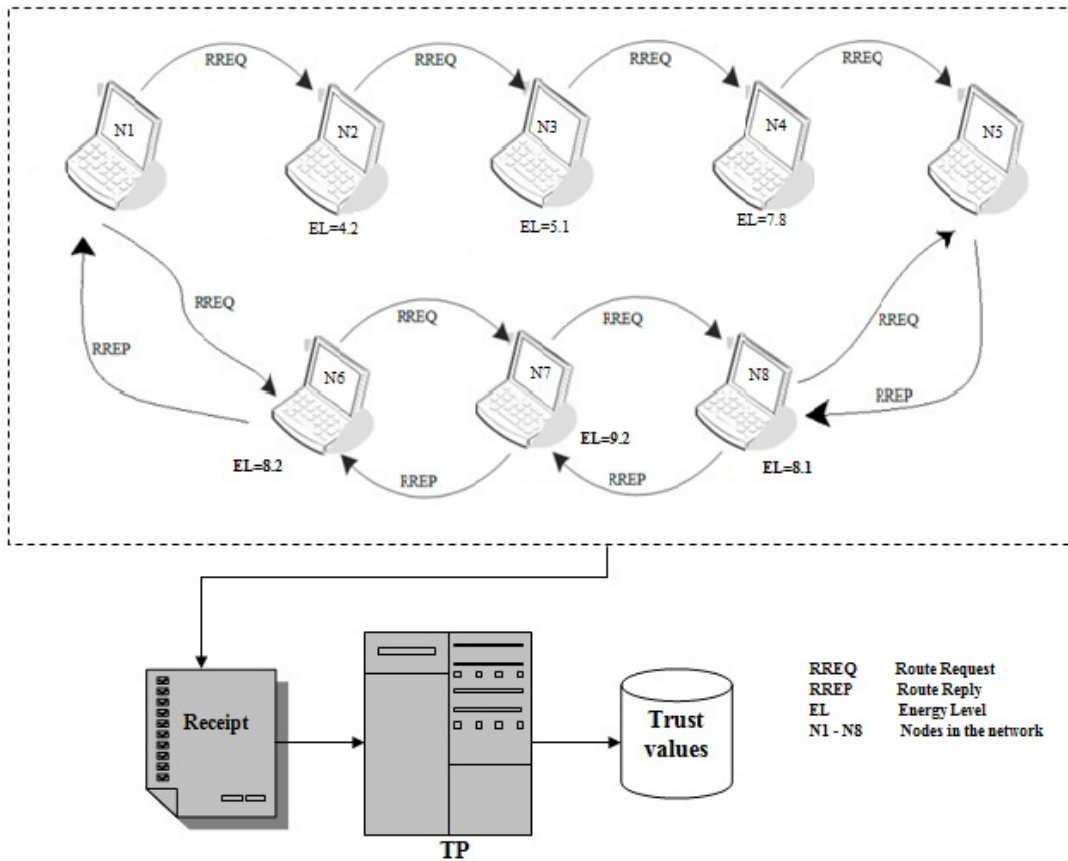 RREQ
RREQ
RREQ
RREQ
N1
N2
N3
N4
N5
EL=4.2
EL=5.1
EL=7.8
RREQ
RREQ
RREQ
RREQ
RREP
N6
N7
N8
RREP
EL=8.2
EL=9.2
EL=8.1
RREP
RREP
Receipt
TP
Trust
values
RREQ Route Request
RREP Route Reply
EL Energy Level
N1 - N8 Nodes in the network